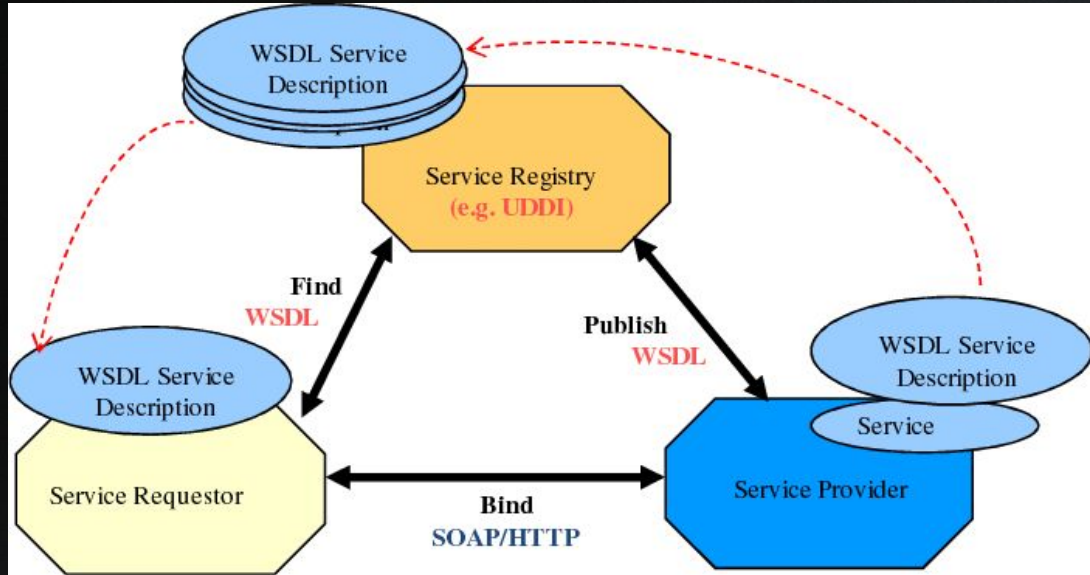 WSDL Service
Description
Service Registry
(e.g. UDDI)
Find
WSDL
Publish
WSDL
WSDL Service
Description
WSDL Service
Description
Service
Service Requestor
Service Provider
Bind
SOAP/HTTP